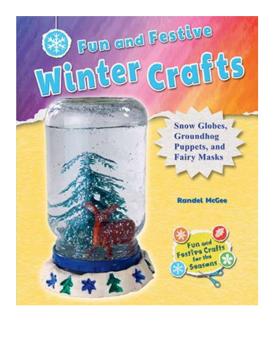 Fun and Festive
Winter Crafts
Snow Globes,
Groundhog
Puppets, and
Fairy Masks
Randel McGee
Fun and
Festive Crafts
for the
Seasons